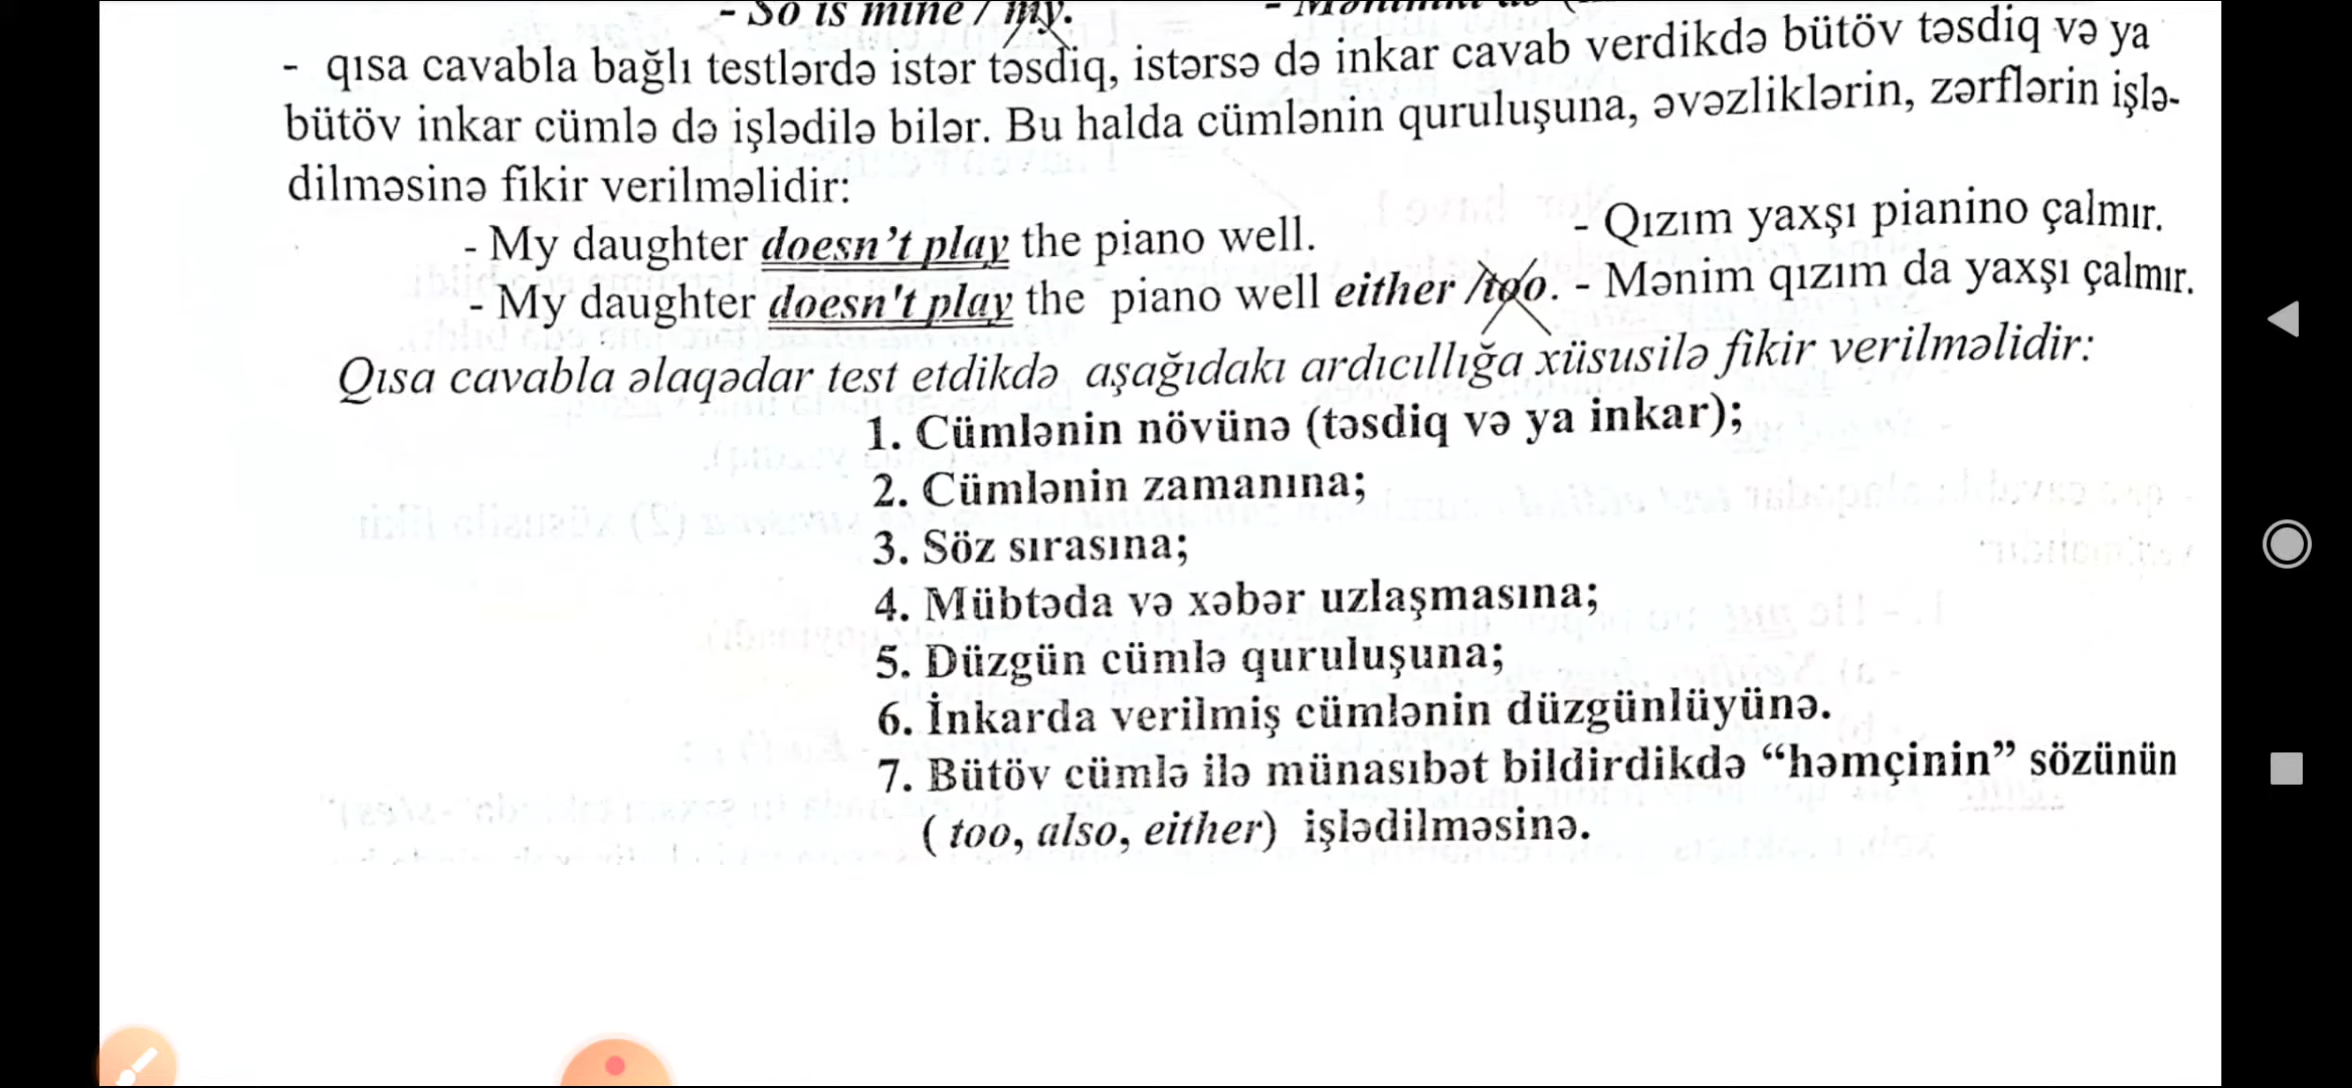 - So is mine / my.
- qısa cavabla bağlı testlərdə istər təsdiq, istərsə də inkar cavab verdikdə bütöv təsdiq və ya
bütöv inkar cümlə də işlədilə bilər. Bu halda cümlənin quruluşuna, əvəzliklərin, zərflərin işlə-
dilməsinə fikir verilməlidir:
- My daughter doesn't play the piano well. - Qızım yaxşı pianino çalmır.
- My daughter doesn't play the piano well either /too. - Mənim qızım da yaxşı çalmır.
Qısa cavabla əlaqədar test etdikdə aşağıdakı ardıcıllığa xüsusilə fikir verilməlidir:
1. Cümlənin növünə (təsdiq və ya inkar);
2. Cümlənin zamanına;
3. Söz sırasına;
4. Mübtəda və xəbər uzlaşmasına;
5. Düzgün cümlə quruluşuna;
6. İnkarda verilmiş cümlənin düzgünlüyünə.
7. Bütöv cümlə ilə münasıbət bildirdikdə “həmçinin” sözünün
( too, also, either) işlədilməsinə.